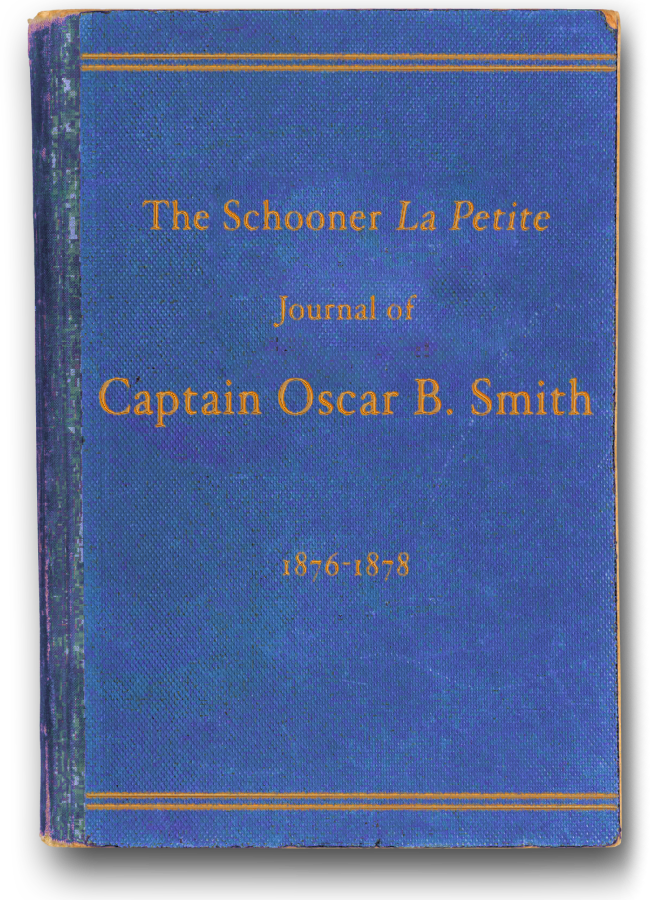 The Schooner La Petite
Journal of
Captain Oscar B. Smith
1876-1878